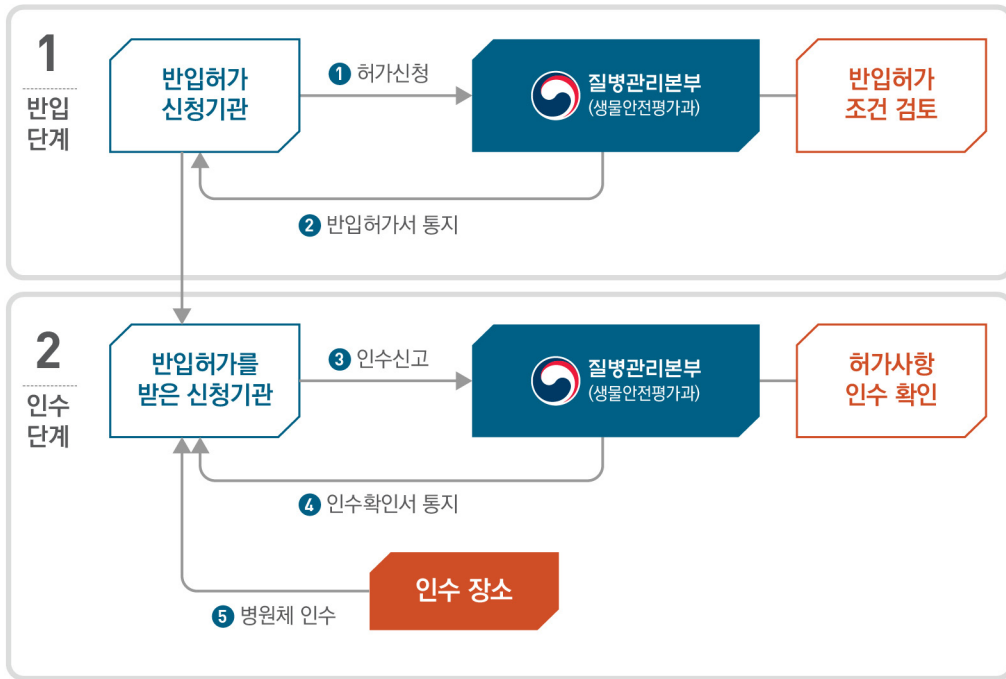 1
반입
단계
반입허가
신청기관
1 허가신청
질병관리본부
(생물안전평가과)
반입허가
조건 검토
2 반입허가서 통지
2
인수
단계
반입허가를
받은 신청기관
3 인수신고
질병관리본부
(생물안전평가과)
허가사항
인수 확인
4 인수확인서 통지
인수 장소
5 병원체 인수